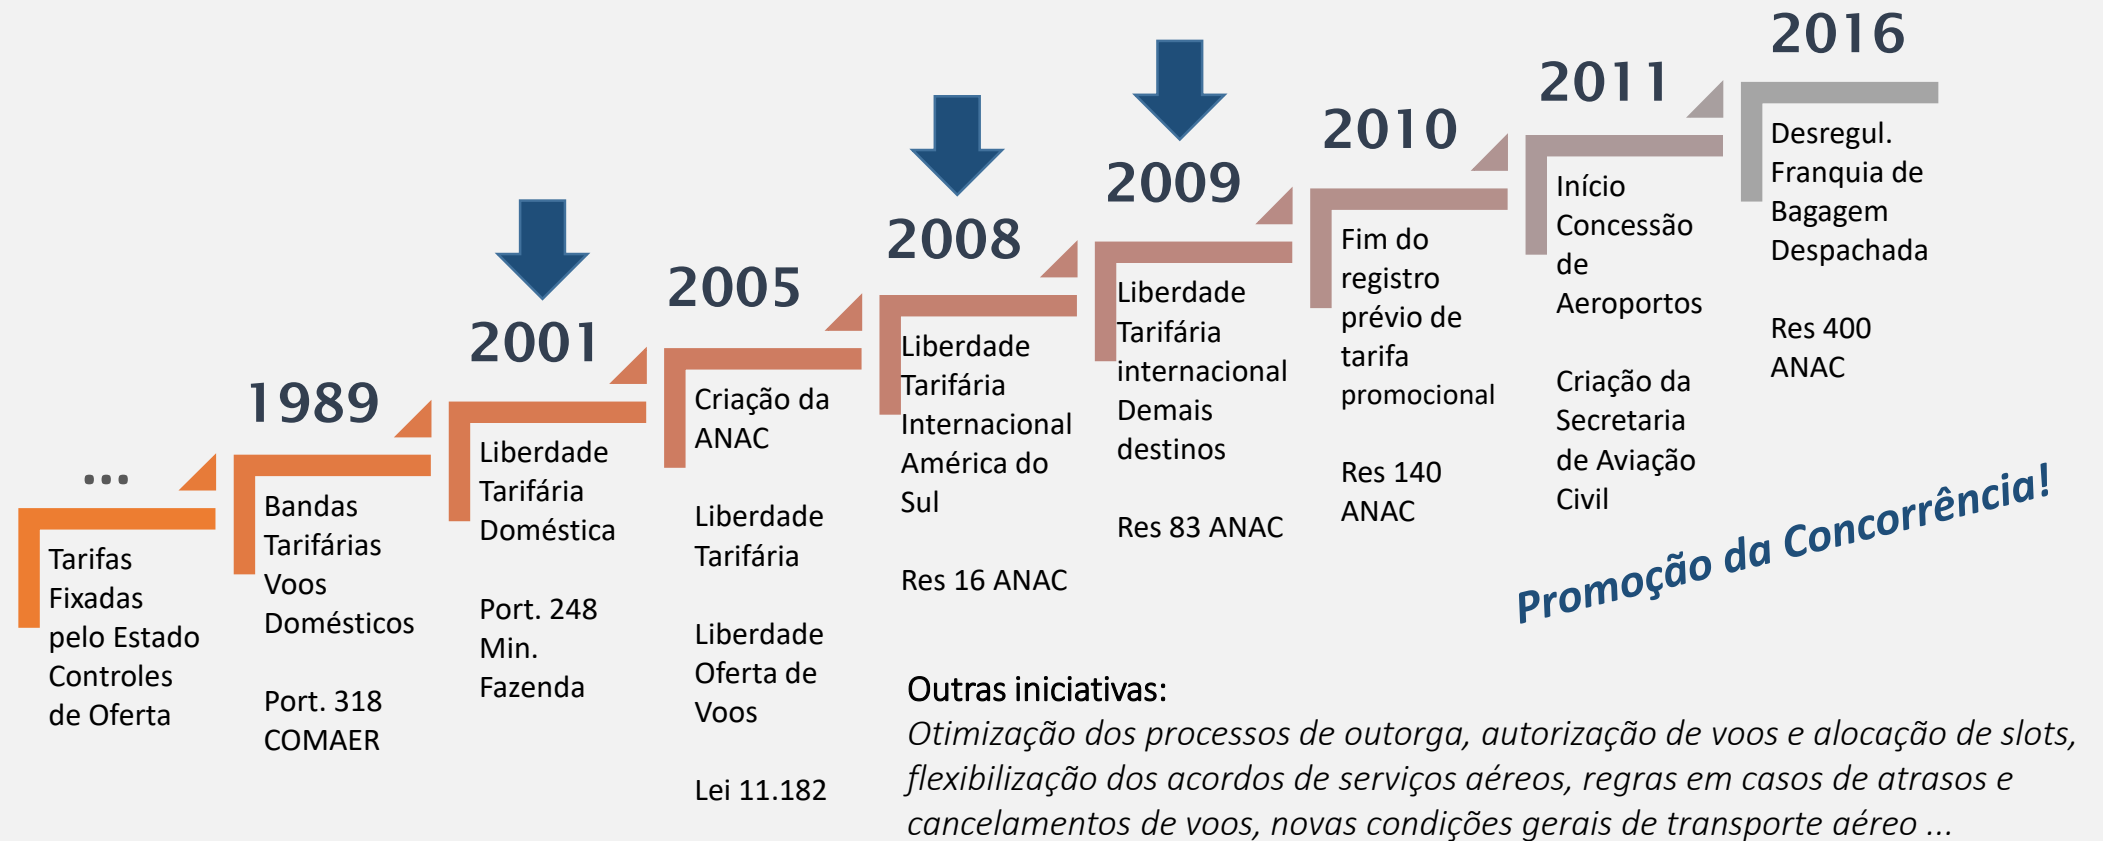 ...
Tarifas
Fixadas
pelo Estado
Controles
de Oferta
1989
Bandas
Tarifárias
Voos
Domésticos
Port. 318
COMAER
2001
Liberdade
Tarifária
Doméstica
Port. 248
Min.
Fazenda
2005
Criação da
ANAC
Liberdade
Tarifária
Liberdade
Oferta de
Voos
Lei 11.182
2008
Liberdade
Tarifária
Internacional
América do
Sul
Res 16 ANAC
2009
Liberdade
Tarifária
internacional
Demais
destinos
Res 83 ANAC
2010
Fim do
registro
prévio de
tarifa
promocional
Res 140
ANAC
2011
Início
Concessão
de
Aeroportos
Criação da
Secretaria
de Aviação
Civil
2016
Desregul.
Franquia de
Bagagem
Despachada
Res 400
ANAC
Promoção da Concorrência!
Outras iniciativas:
Otimização dos processos de outorga, autorização de voos e alocação de slots,
flexibilização dos acordos de serviços aéreos, regras em casos de atrasos e
cancelamentos de voos, novas condições gerais de transporte aéreo ...